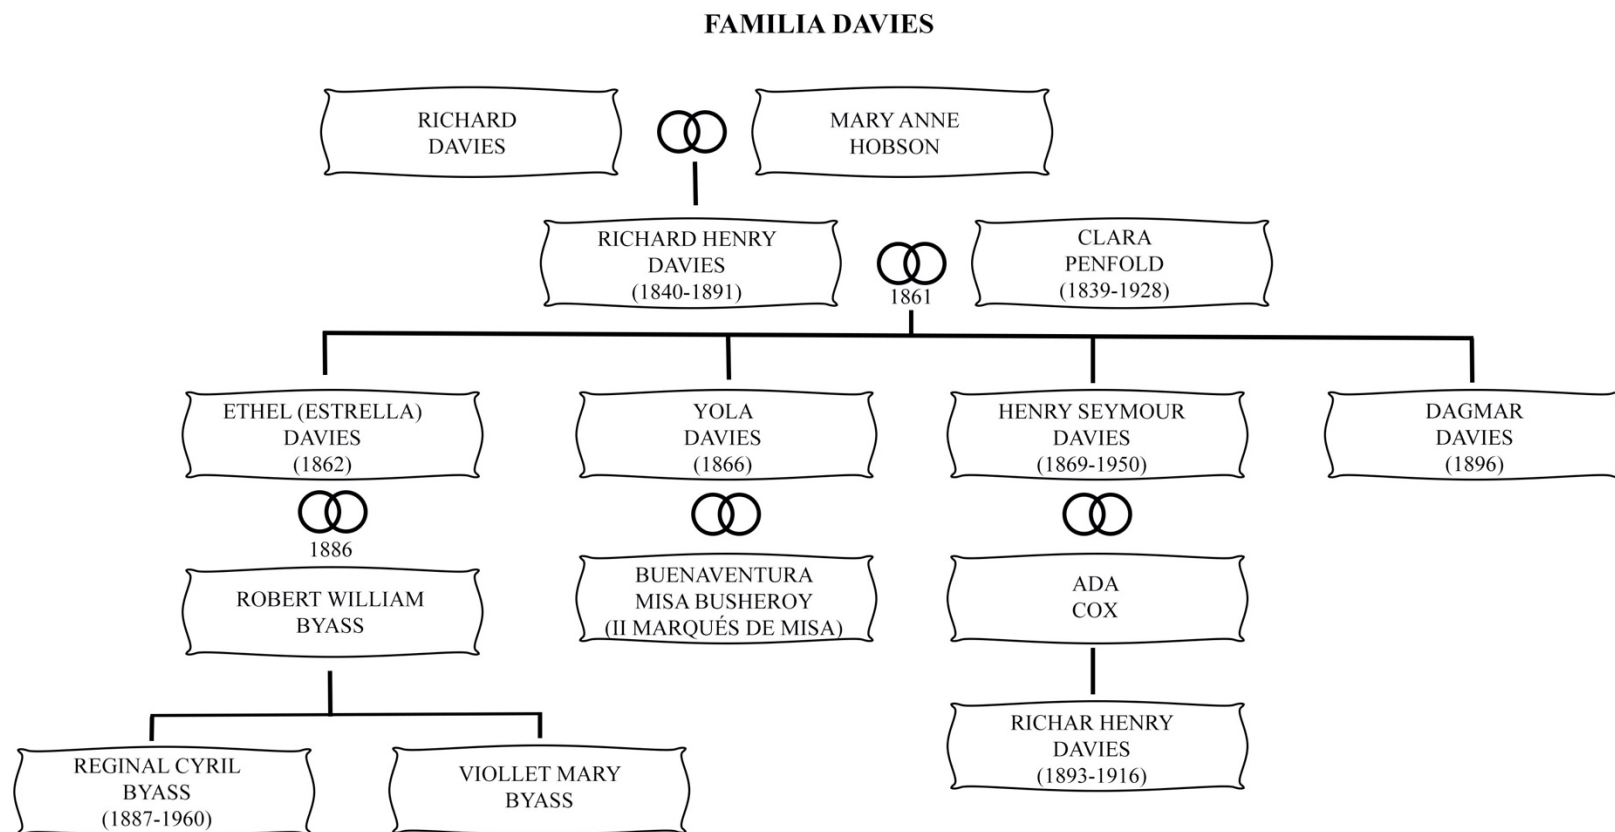 FAMILIA DAVIES
RICHARD
DAVIES
MARY ANNE
HOBSON
RICHARD HENRY
DAVIES
(1840-1891)
1861
CLARA
PENFOLD
(1839-1928)
ETHEL (ESTRELLA)
DAVIES
(1862)
YOLA
DAVIES
(1866)
HENRY SEYMOUR
DAVIES
(1869-1950)
DAGMAR
DAVIES
(1896)
1886
ROBERT WILLIAM
BYASS
BUENAVENTURA
MISA BUSHEROY
(II MARQUÉS DE MISA)
ADA
COX
REGINAL CYRIL
BYASS
(1887-1960)
VIOLLET MARY
BYASS
RICHAR HENRY
DAVIES
(1893-1916)